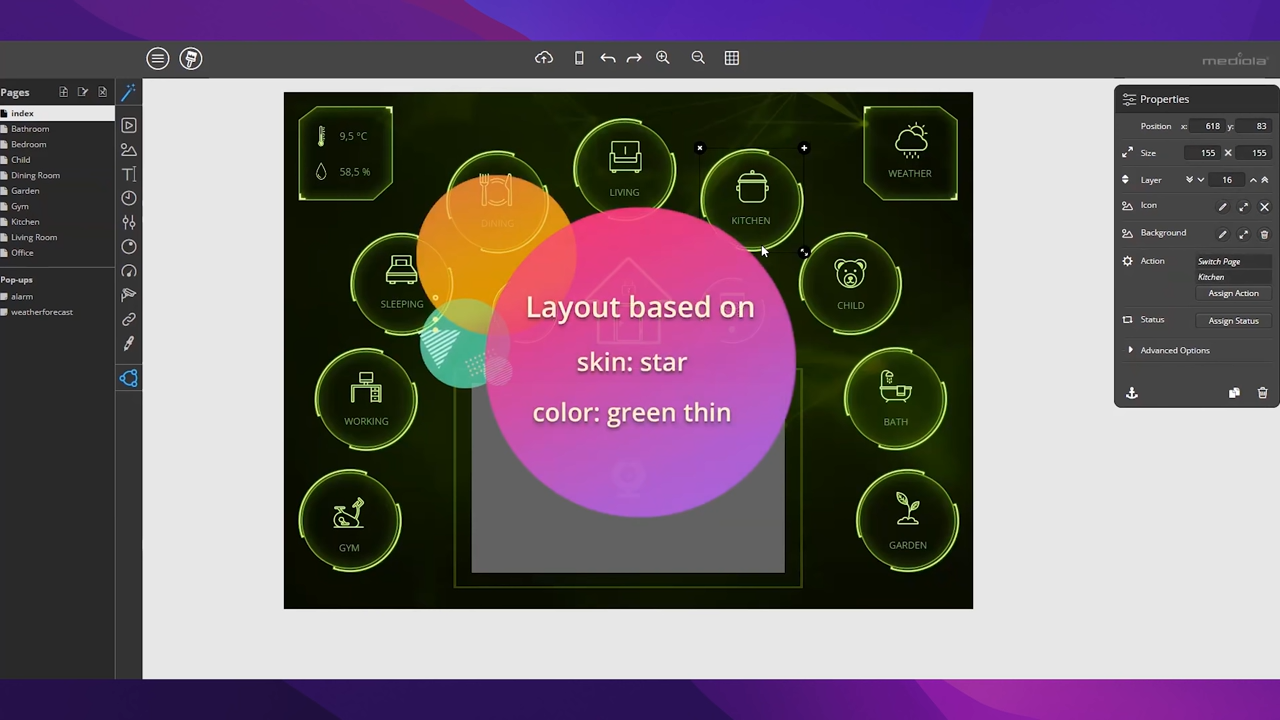 mediola
Pages
index
Bathroom
Bedroom
Child
Dining Room
Garden
Gym
Kitchen
Living Room
Office
Pop-ups
alarm
weatherforecast
9,5 °C
58,5 %
LIVING
DINING
KITCHEN
WEATHER
SLEEPING
CHILD
WORKING
BATH
GYM
GARDEN
Layout based on
skin: star
color: green thin
Properties
Position x: 618 y: 83
Size 155 X 155
Layer 16
Icon
Background
Action Switch Page
Kitchen
Assign Action
Status Assign Status
Advanced Options